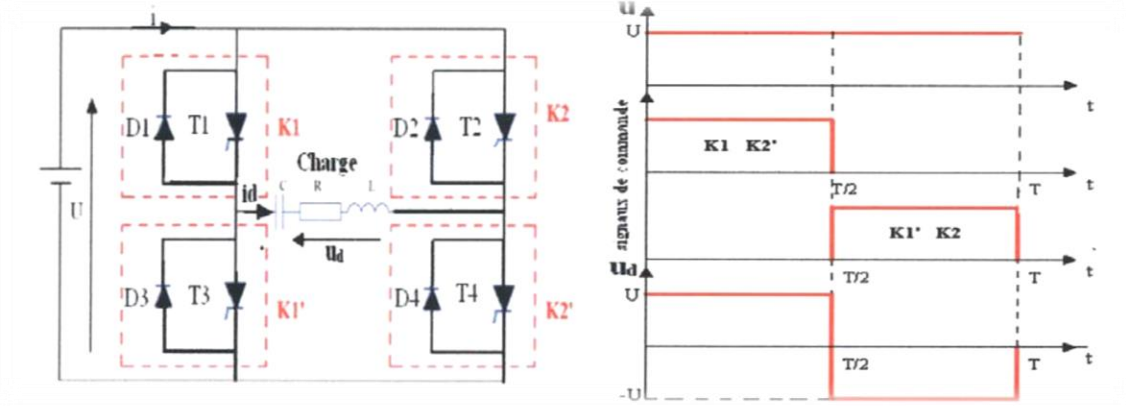 i
D1 T1 K1
D2 T2 K2
Charge
C R L
id
U
ud
D3 T3 K1'
D4 T4 K2'
u
U
t
signaux de commande
K1 K2'
T/2 T t
K1' K2
T/2 T t
ud
U
T/2 T t
-U